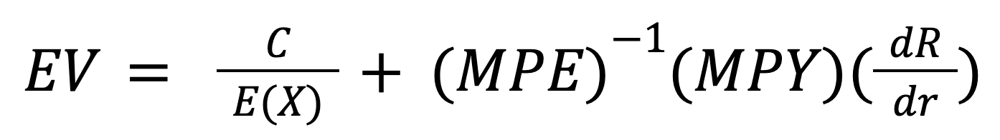 EV = C/E(X) + (MPE)^{-1}(MPY)(dR/dr)